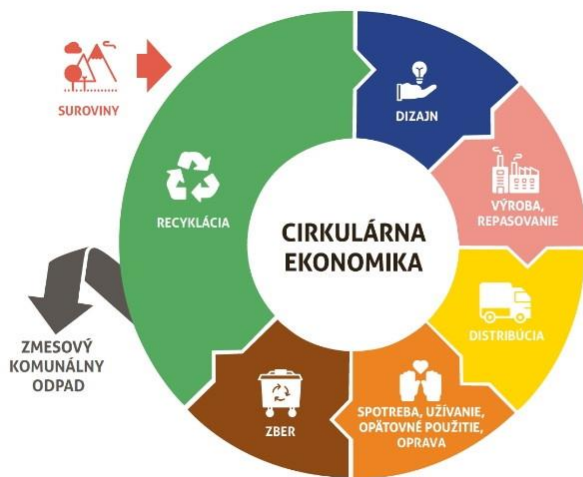 SUROVINY
DIZAJN
VÝROBA,
REPASOVANIE
RECYKLÁCIA
CIRKULÁRNA
EKONOMIKA
DISTRIBÚCIA
ZMESOVÝ
KOMUNÁLNY
ODPAD
SPOTREBA, UŽÍVANIE,
OPÄTOVNÉ POUŽITIE,
OPRAVA
ZBER